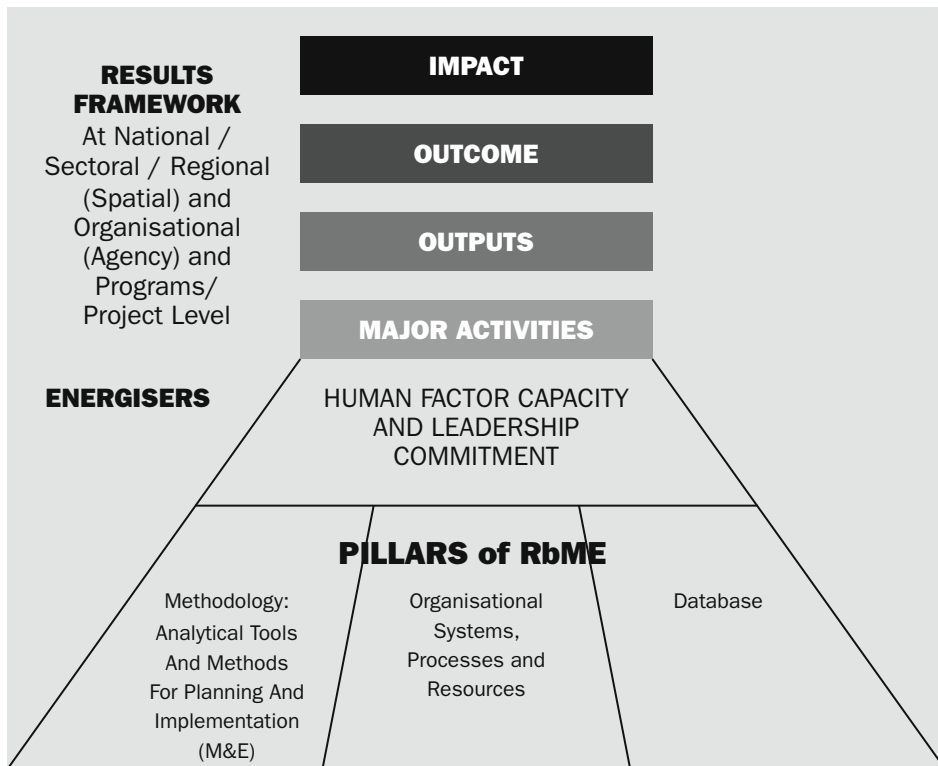 RESULTS
FRAMEWORK
At National /
Sectoral / Regional
(Spatial) and
Organisational
(Agency) and
Programs/
Project Level
IMPACT
OUTCOME
OUTPUTS
MAJOR ACTIVITIES
ENERGISERS
HUMAN FACTOR CAPACITY
AND LEADERSHIP
COMMITMENT
PILLARS of RbME
Methodology:
Analytical Tools
And Methods
For Planning And
Implementation
(M&E)
Organisational
Systems,
Processes and
Resources
Database